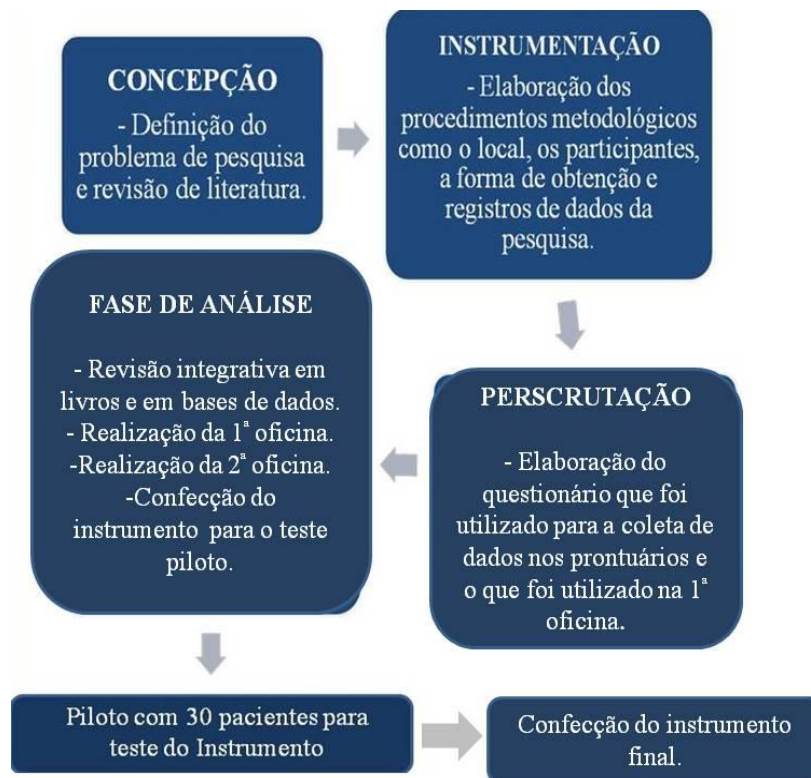 CONCEPÇÃO
- Definição do
problema de pesquisa
e revisão de literatura.
INSTRUMENTAÇÃO
- Elaboração dos
procedimentos metodológicos
como o local, os participantes,
a forma de obtenção e
registros de dados da
pesquisa.
PERSCRUTAÇÃO
- Elaboração do
questionário que foi
utilizado para a coleta de
dados nos prontuários e
o que foi utilizado na 1ª
oficina.
FASE DE ANÁLISE
- Revisão integrativa em
livros e em bases de dados.
- Realização da 1ª oficina.
-Realização da 2ª oficina.
-Confecção do
instrumento para o teste
piloto.
Piloto com 30 pacientes para
teste do Instrumento
Confecção do instrumento
final.